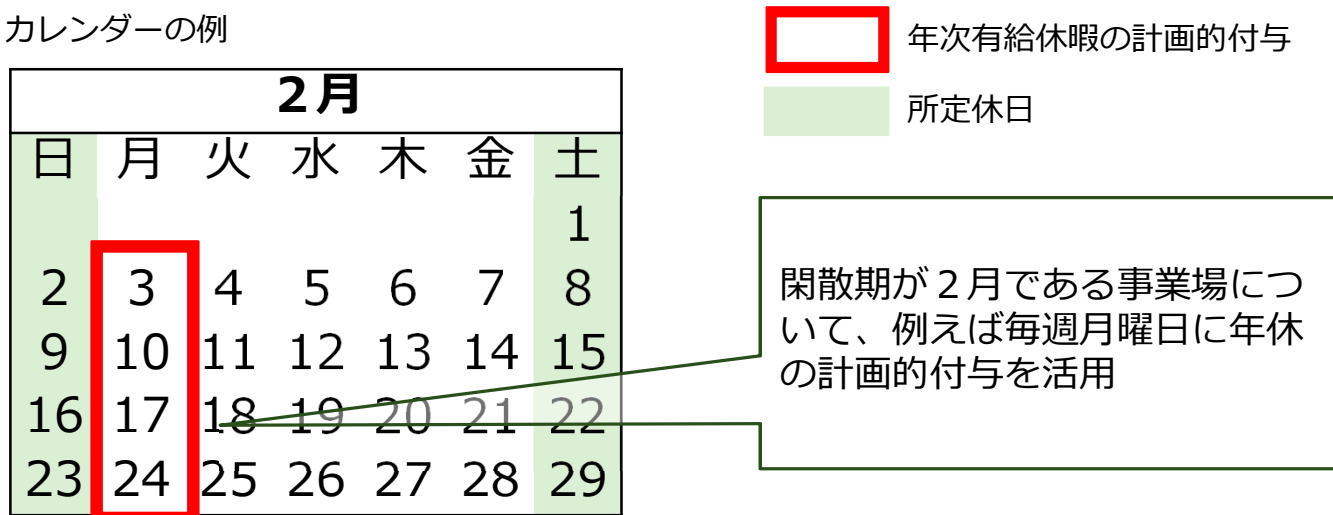 カレンダーの例
年次有給休暇の計画的付与
所定休日
2月
日 月 火 水 木 金 土
1
2 3 4 5 6 7 8
9 10 11 12 13 14 15
16 17 18 19 20 21 22
23 24 25 26 27 28 29
閑散期が2月である事業場につ
いて、例えば毎週月曜日に年休
の計画的付与を活用